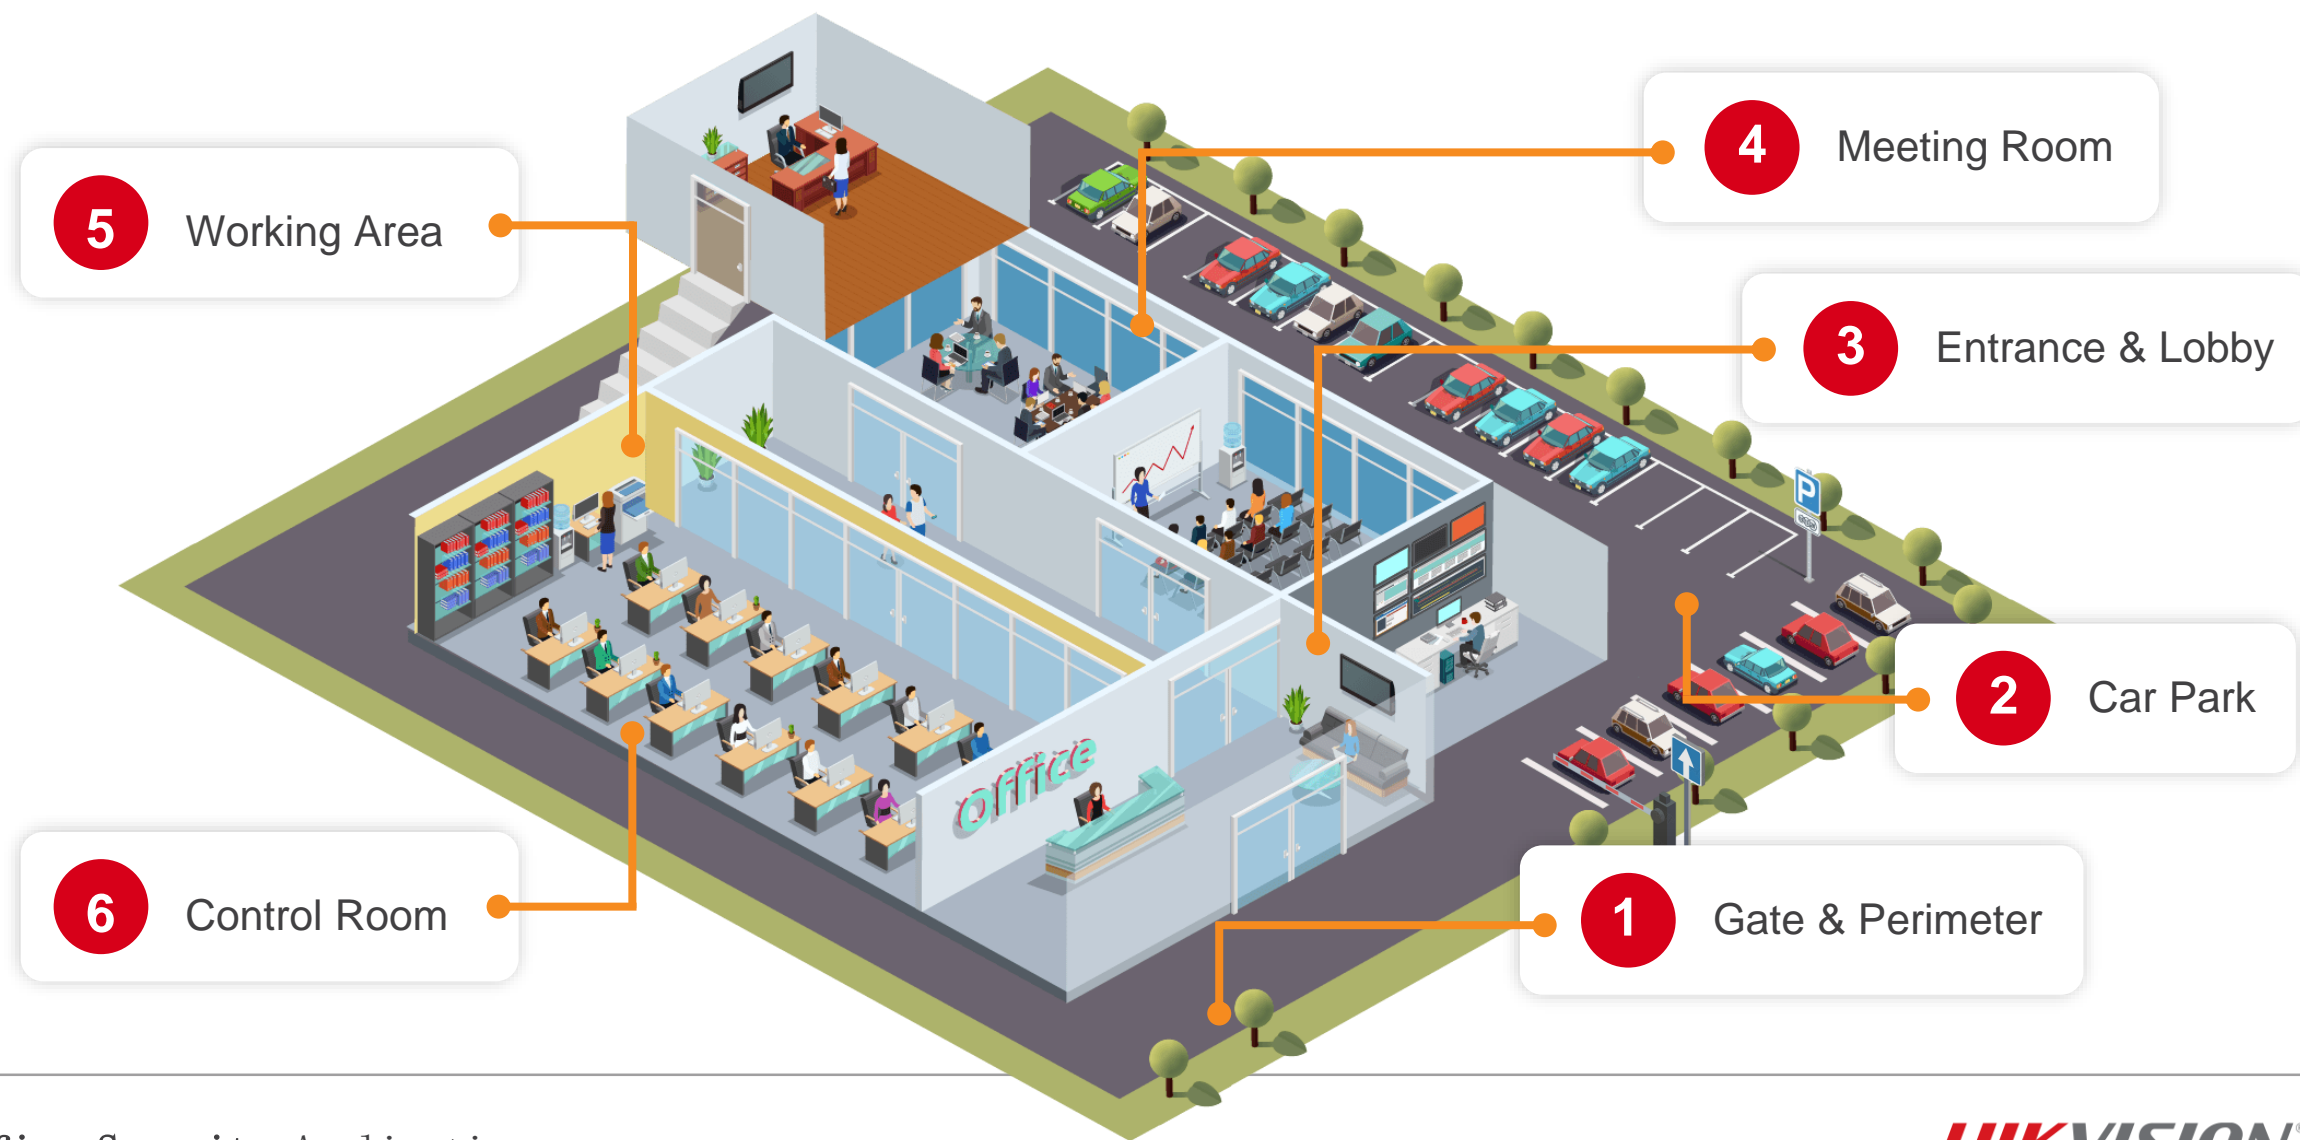 4 Meeting Room
5 Working Area
3 Entrance & Lobby
P
2 Car Park
office
6 Control Room
1 Gate & Perimeter
HIKVISION®